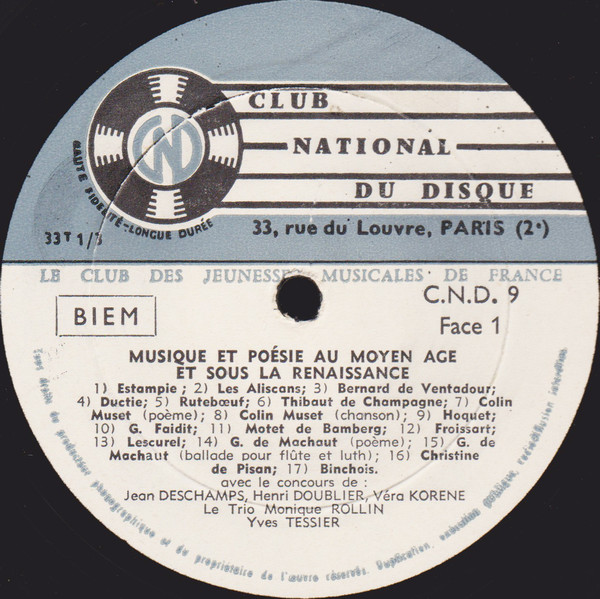 CLUB
NATIONAL
DU DISQUE
CND
HAUTE FIDELITÉ-LONGUE DURÉE
33T 1/3
33, rue du Louvre, PARIS (2e)
LE CLUB DES JEUNESSES MUSICALES DE FRANCE
BIEM
C.N.D. 9
Face 1
MUSIQUE ET POÉSIE AU MOYEN AGE
ET SOUS LA RENAISSANCE
1) Estampie ; 2) Les Aliscans; 3) Bernard de Ventadour;
4) Ductie; 5) Rutebœuf; 6) Thibaut de Champagne; 7) Colin
Muset (poème); 8) Colin Muset (chanson); 9) Hoquet;
10) G. Faidit; 11) Motet de Bamberg; 12) Froissart;
13) Lescurel; 14) G. de Machaut (poème); 15) G. de
Machaut (ballade pour flûte et luth); 16) Christine
de Pisan; 17) Binchois.
avec le concours de :
Jean DESCHAMPS, Henri DOUBLIER, Véra KORENE
Le Trio Monique ROLLIN
Yves TESSIER
du producteur phonographique et du propriétaire de l'œuvre réservés. Duplication, exécution publique, radiodiffusion interdites.